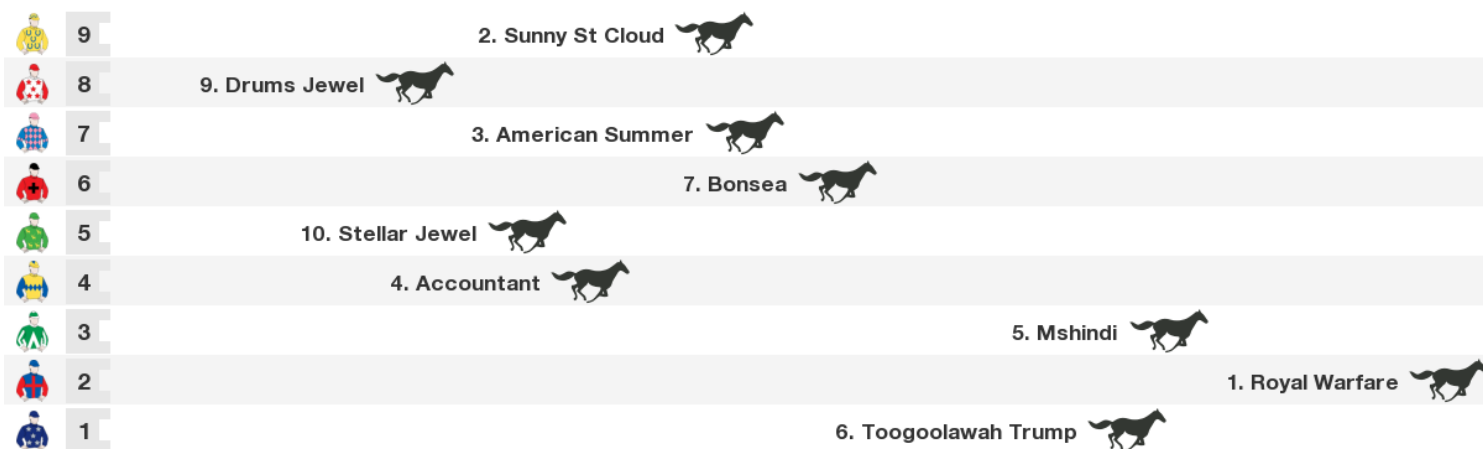 9 2. Sunny St Cloud
8 9. Drums Jewel
7 3. American Summer
6 7. Bonsea
5 10. Stellar Jewel
4 4. Accountant
3 5. Mshindi
2 1. Royal Warfare
1 6. Toogoolawah Trump